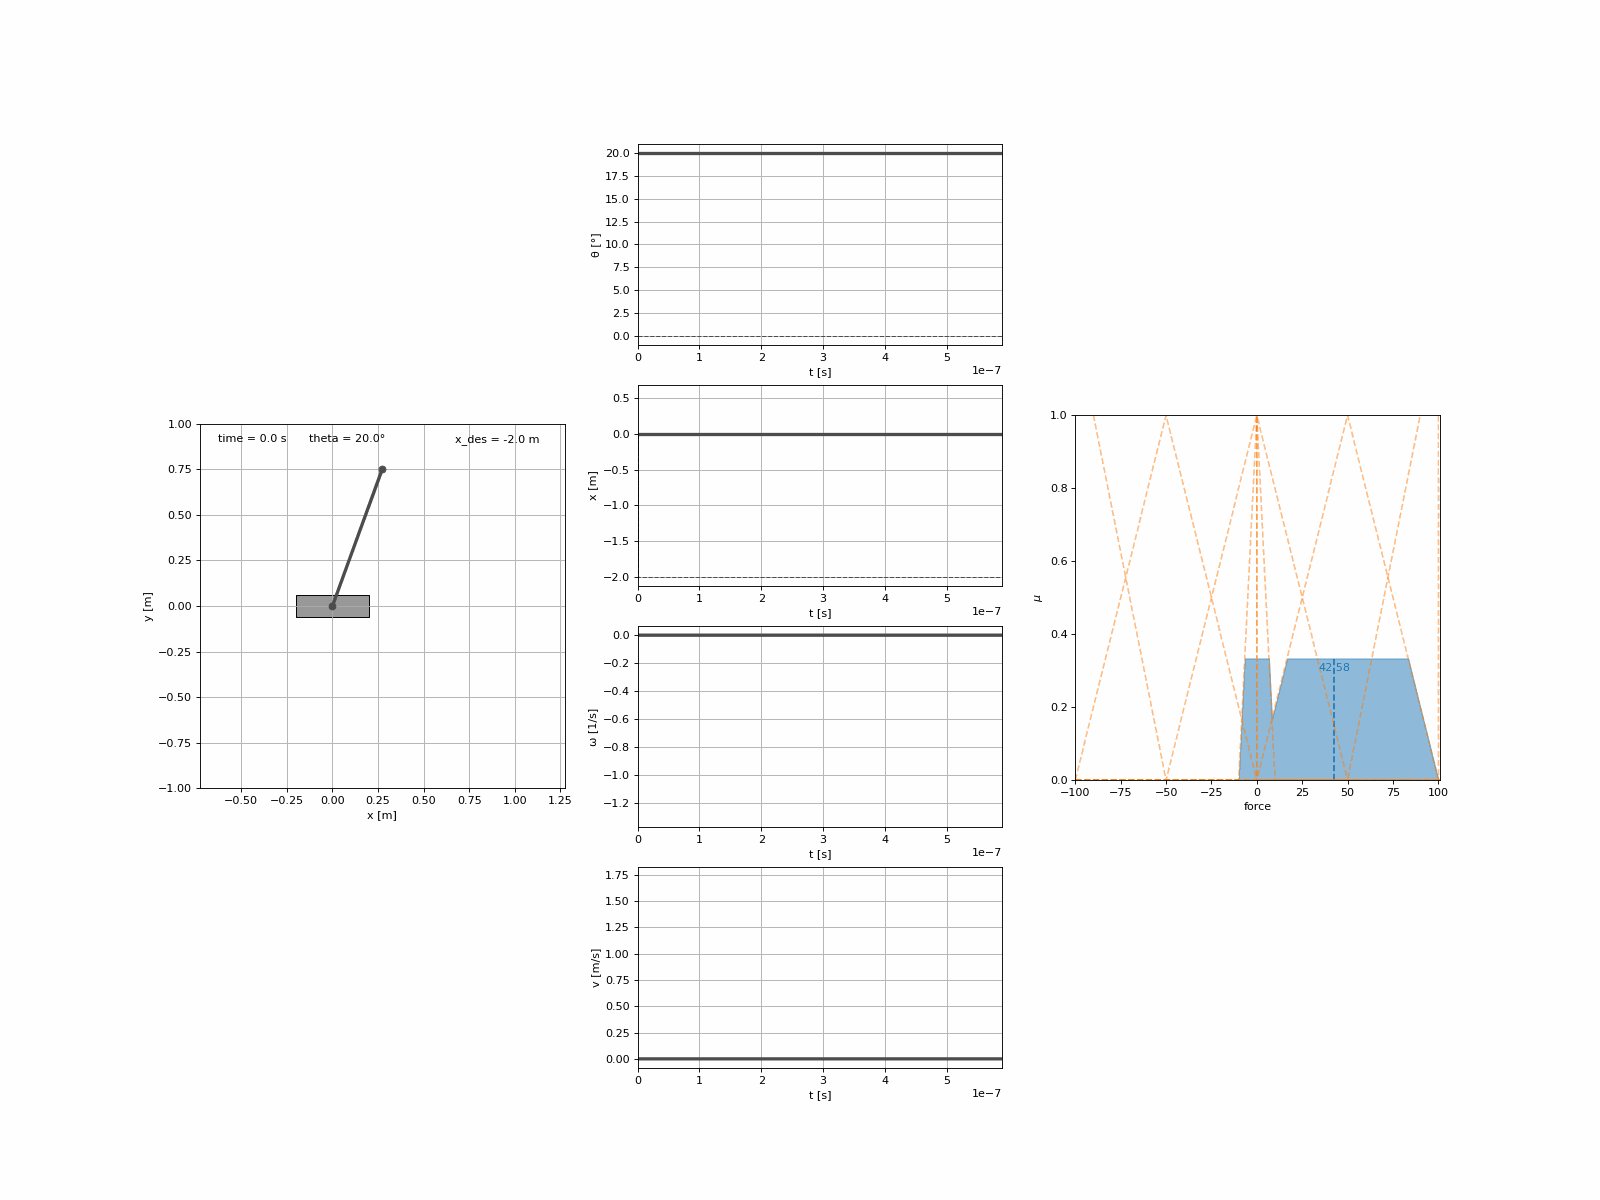 time = 0.0 s theta = 20.0° x_des = -2.0 m
1.00
0.75
0.50
0.25
0.00
−0.25
−0.50
−0.75
−1.00
y [m]
−0.50 −0.25 0.00 0.25 0.50 0.75 1.00 1.25
x [m]
20.0
17.5
15.0
12.5
10.0
7.5
5.0
2.5
0.0
θ [°]
0 1 2 3 4 5
1e−7
t [s]
0.5
0.0
−0.5
−1.0
−1.5
−2.0
x [m]
0 1 2 3 4 5
1e−7
t [s]
0.0
−0.2
−0.4
−0.6
−0.8
−1.0
−1.2
ω [1/s]
0 1 2 3 4 5
1e−7
t [s]
1.75
1.50
1.25
1.00
0.75
0.50
0.25
0.00
v [m/s]
0 1 2 3 4 5
1e−7
t [s]
1.0
0.8
0.6
0.4
0.2
0.0
μ
42.58
−100 −75 −50 −25 0 25 50 75 100
force